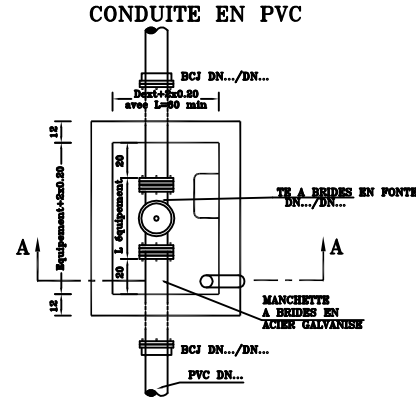 CONDUITE EN PVC
BCJ DN.../DN...
Dext+2x0.20
avec L=60 min
12
20
Equipement+2x0.20
L équipement
TE A BRIDES EN FONTE
DN.../DN...
A
A
20
12
MANCHETTE
A BRIDES EN
ACIER GALVANISE
BCJ DN.../DN...
PVC DN...